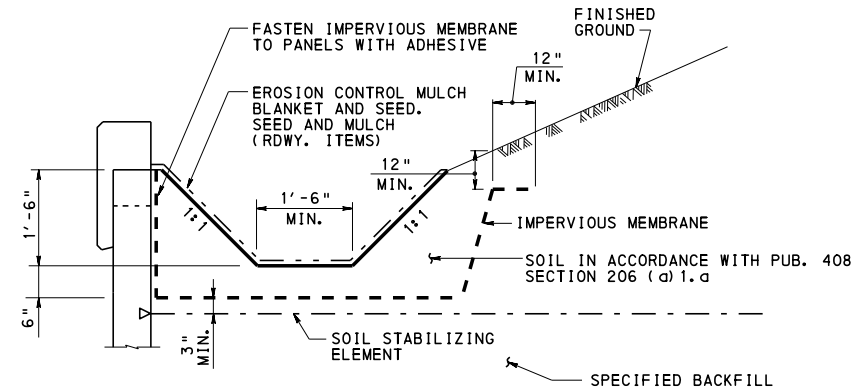 FINISHED
GROUND
FASTEN IMPERVIOUS MEMBRANE
TO PANELS WITH ADHESIVE
12"
MIN.
EROSION CONTROL MULCH
BLANKET AND SEED.
SEED AND MULCH
(RDWY. ITEMS)
12"
MIN.
1'-6"
MIN.
1'-6"
1:1
1:1
IMPERVIOUS MEMBRANE
SOIL IN ACCORDANCE WITH PUB. 408
SECTION 206 (a)1.a
6"
3"
MIN.
SOIL STABILIZING
ELEMENT
SPECIFIED BACKFILL